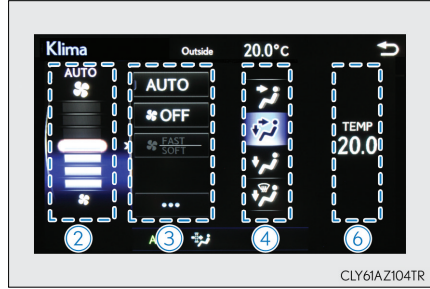 Klima Outside 20.0°c
AUTO
AUTO
OFF
FAST
SOFT
...
TEMP
20.0
2 3 4 6
A
CLY61AZ104TR